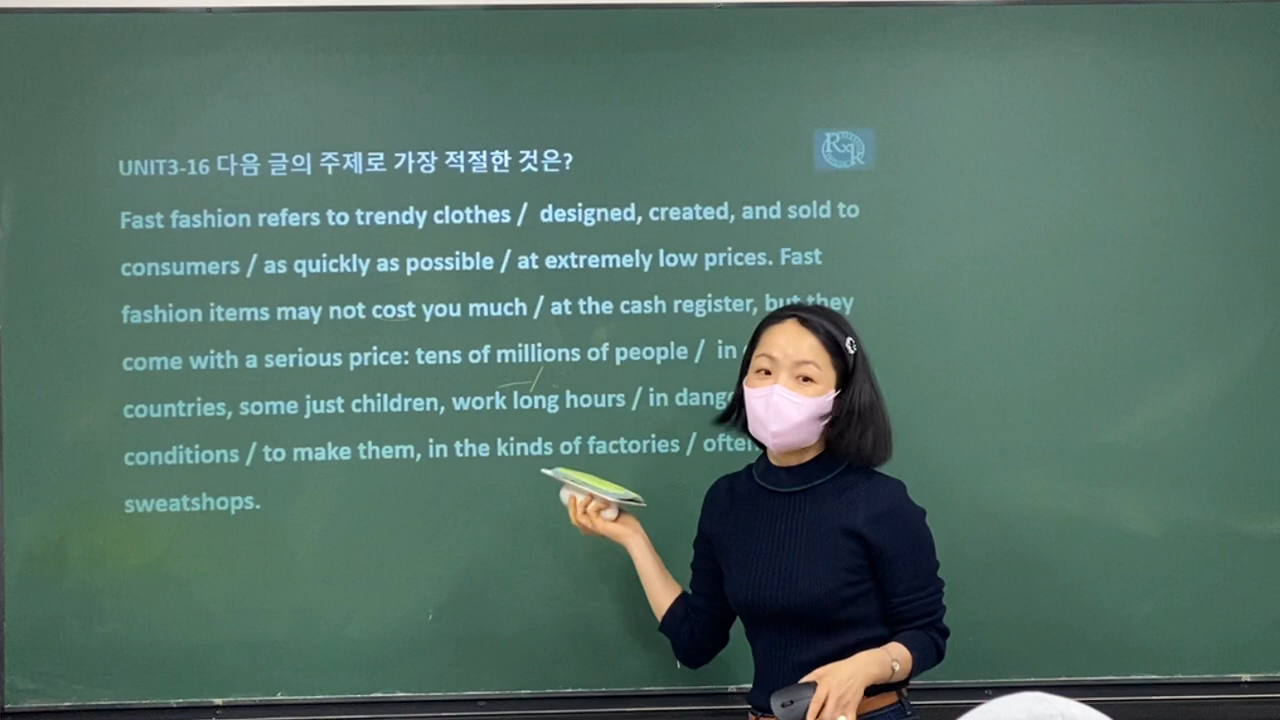 UNIT3-16 다음 글의 주제로 가장 적절한 것은?
Fast fashion refers to trendy clothes / designed, created, and sold to
consumers / as quickly as possible / at extremely low prices. Fast
fashion items may not cost you much / at the cash register, but they
come with a serious price: tens of millions of people / in
countries, some just children, work long hours / in
conditions / to make them, in the kinds of factories /
sweatshops.